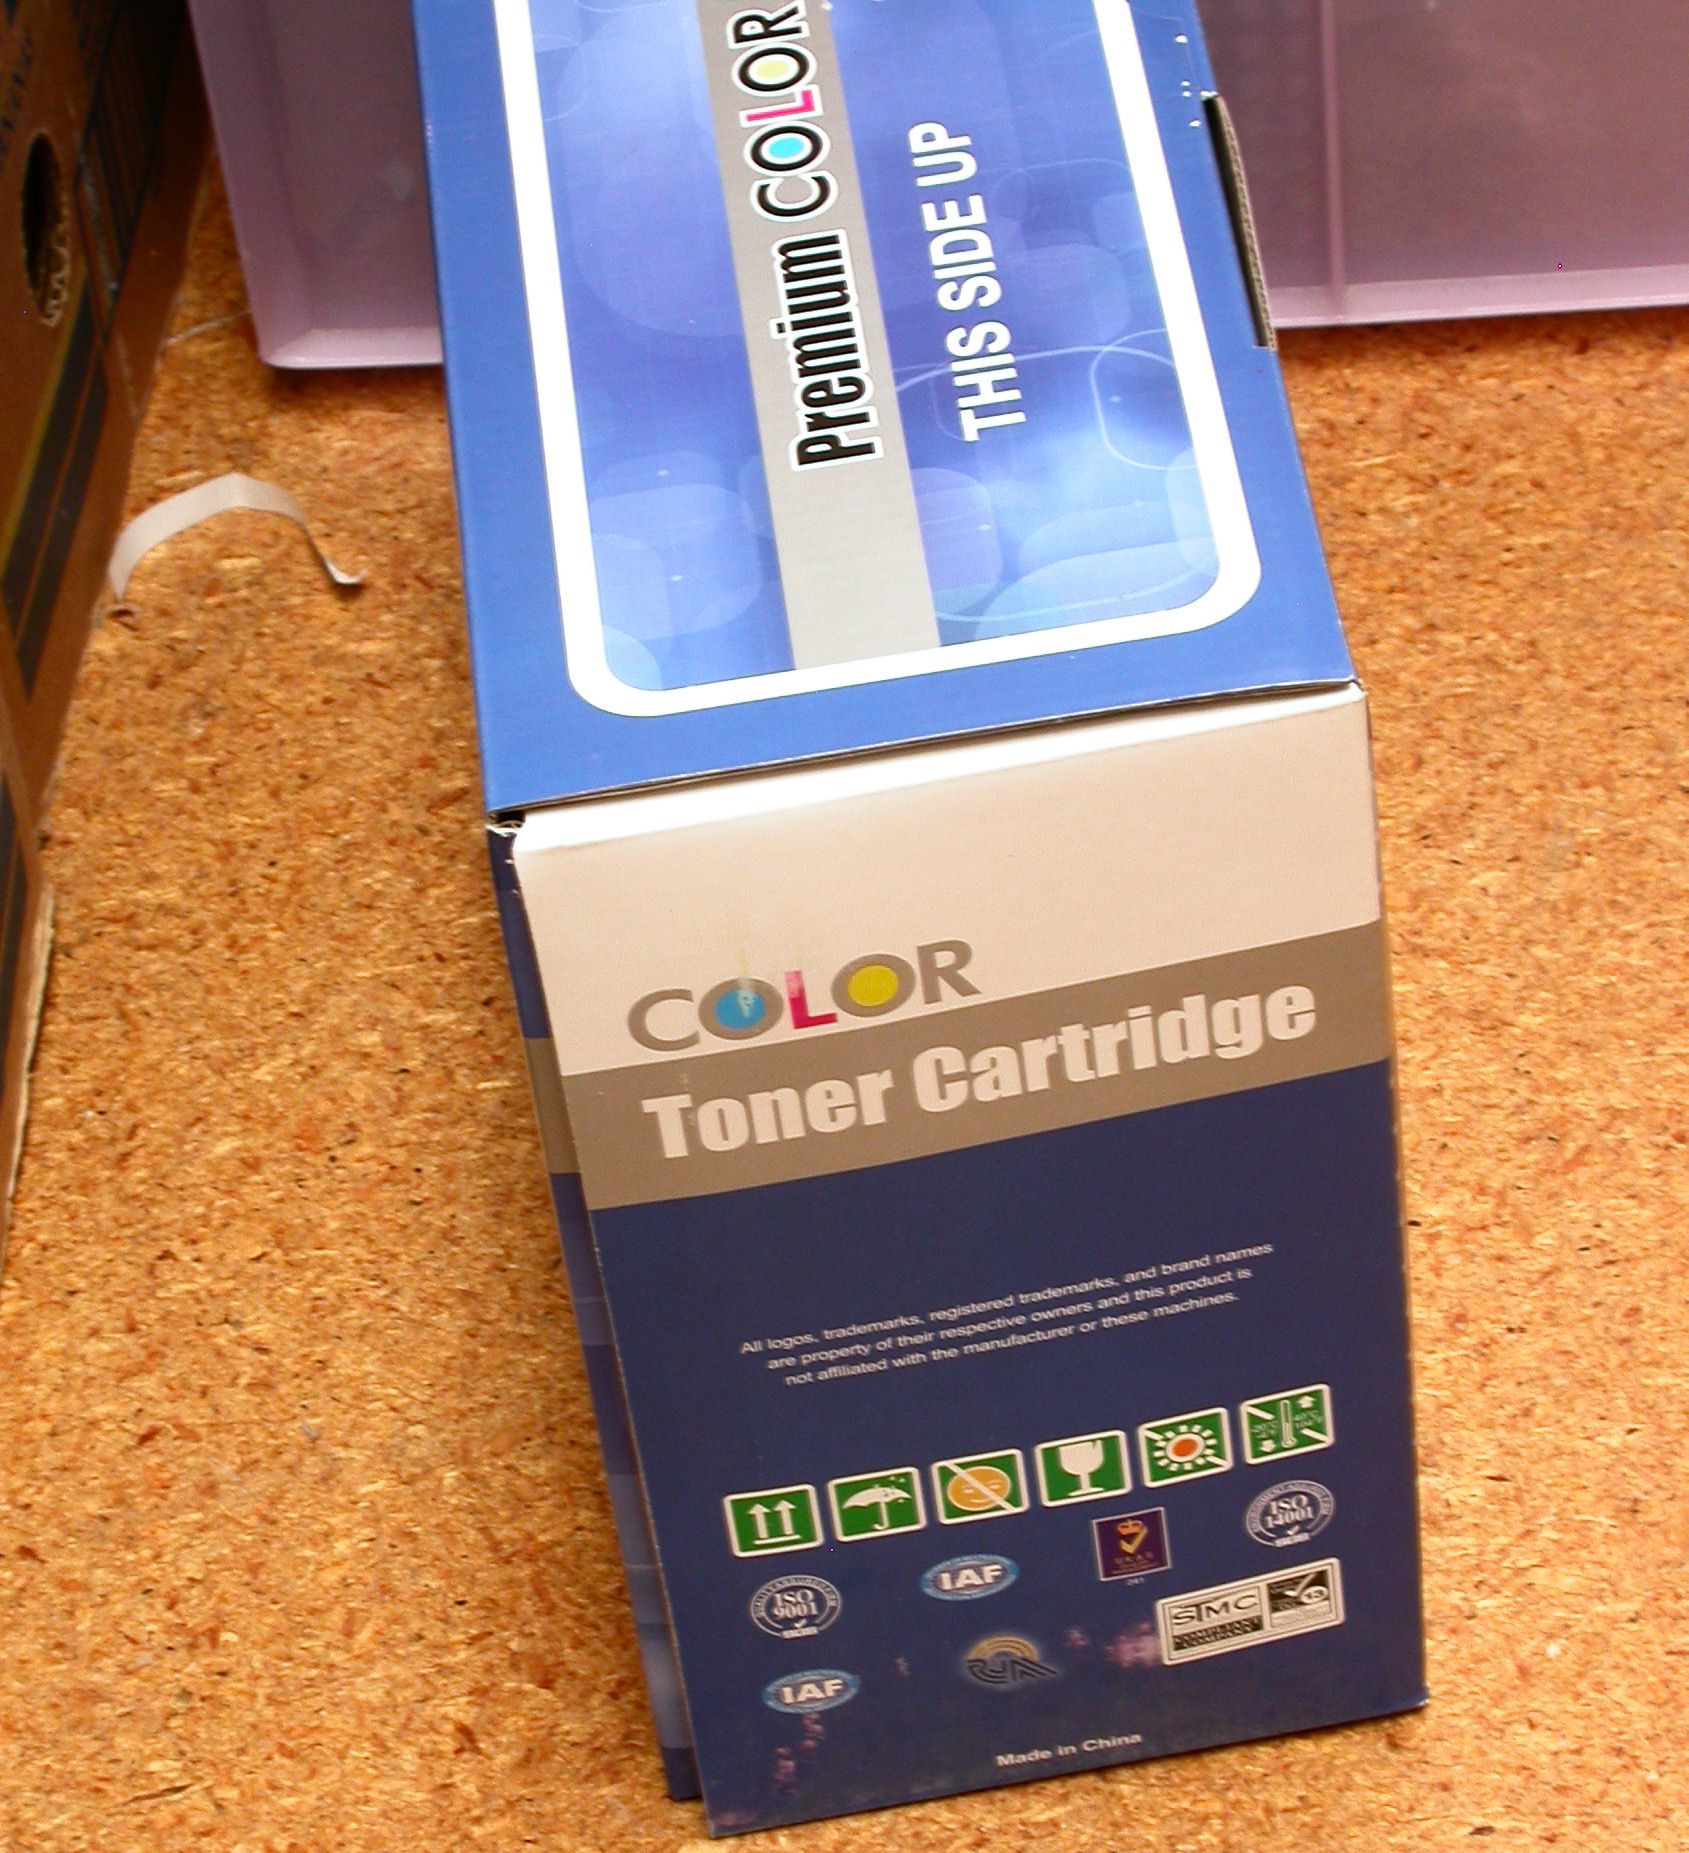 Premium COLOR
THIS SIDE UP
COLOR
Toner Cartridge
All logos, trademarks, registered trademarks, and brand names
are property of their respective owners and this product is
not affiliated with the manufacturer or these machines.
ISO
9001
IAF
UKAS
ISO
14001
IAF
STMC
Made in China